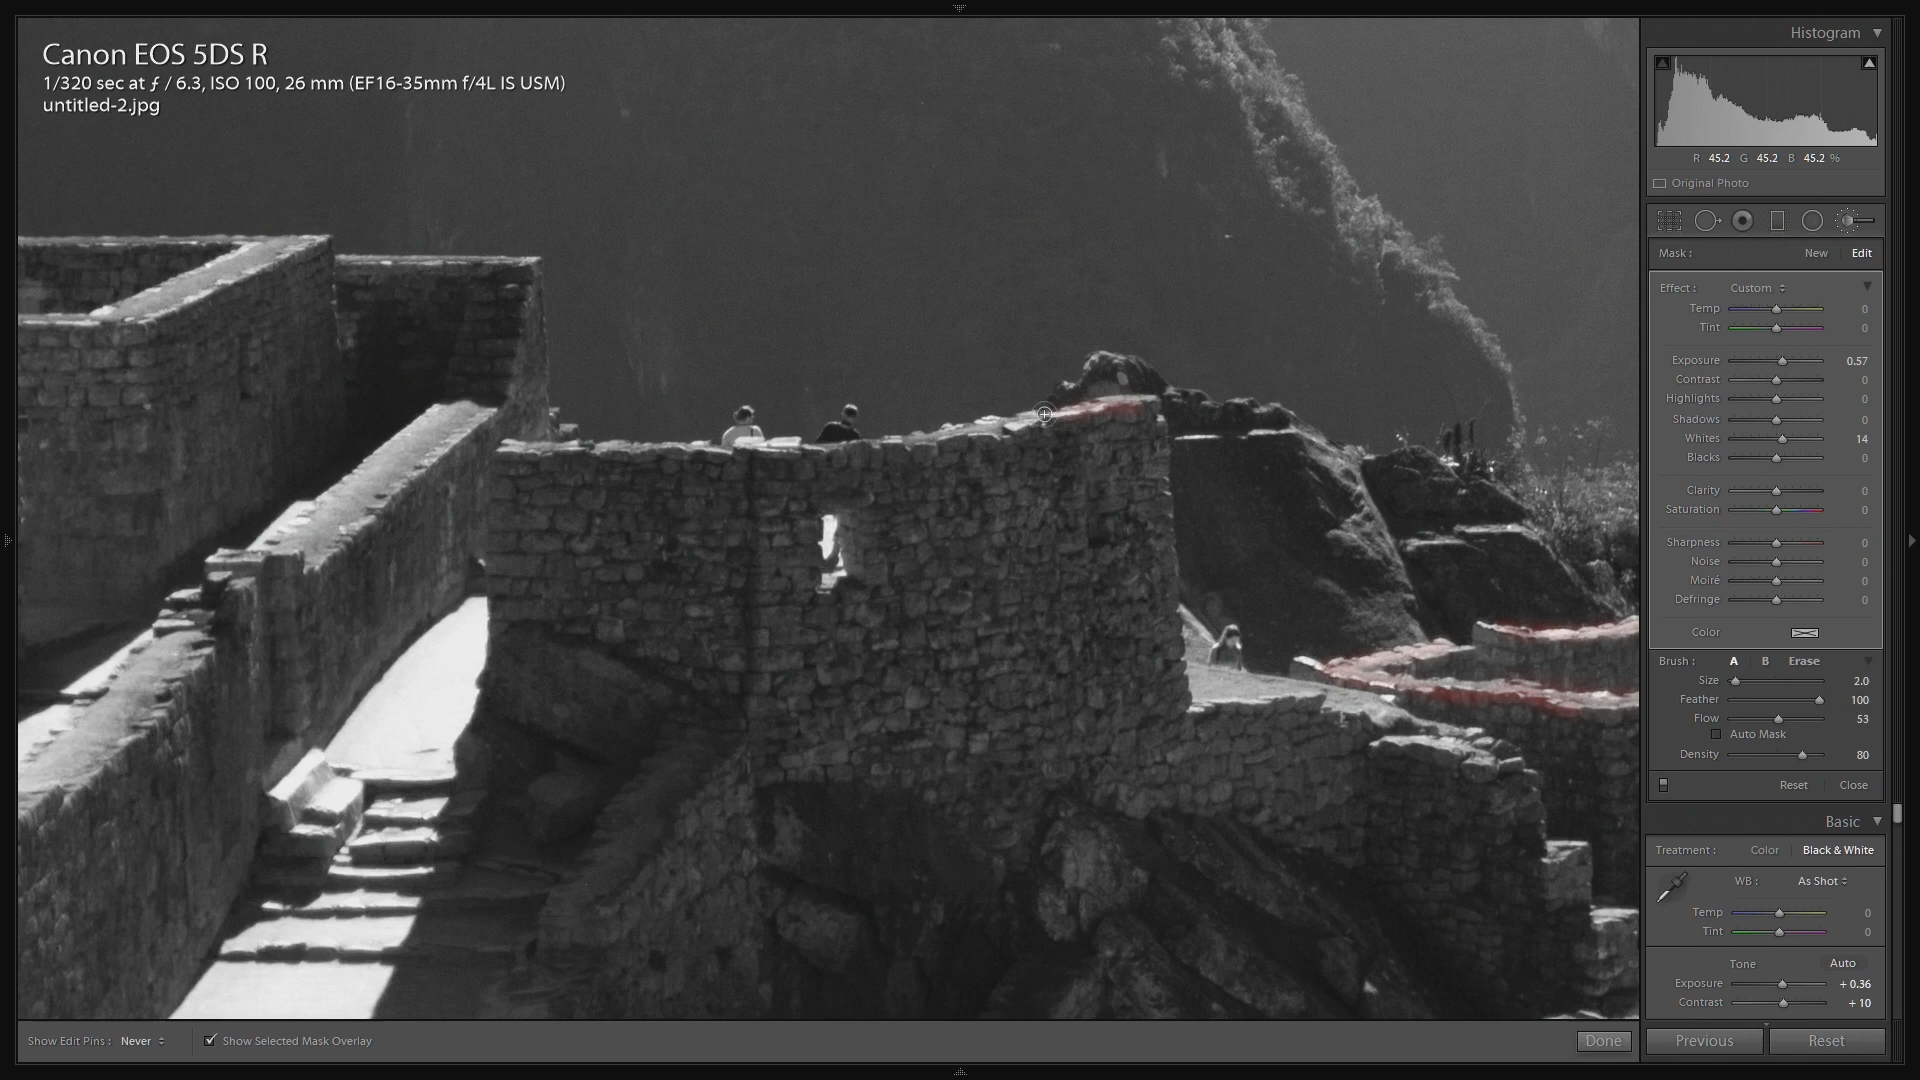 Canon EOS 5DS R
1/320 sec at ƒ / 6.3, ISO 100, 26 mm (EF16-35mm f/4L IS USM)
untitled-2.jpg
Histogram
R 45.2 G 45.2 B 45.2 %
Original Photo
Mask : New Edit
Effect : Custom
Temp 0
Tint 0
Exposure 0.57
Contrast 0
Highlights 0
Shadows 0
Whites 14
Blacks 0
Clarity 0
Saturation 0
Sharpness 0
Noise 0
Moiré 0
Defringe 0
Color
Brush : A B Erase
Size 2.0
Feather 100
Flow 53
Auto Mask
Density 80
Reset Close
Basic
Treatment : Color Black & White
WB : As Shot
Temp 0
Tint 0
Tone Auto
Exposure + 0.36
Contrast + 10
Show Edit Pins : Never Show Selected Mask Overlay Done Previous Reset